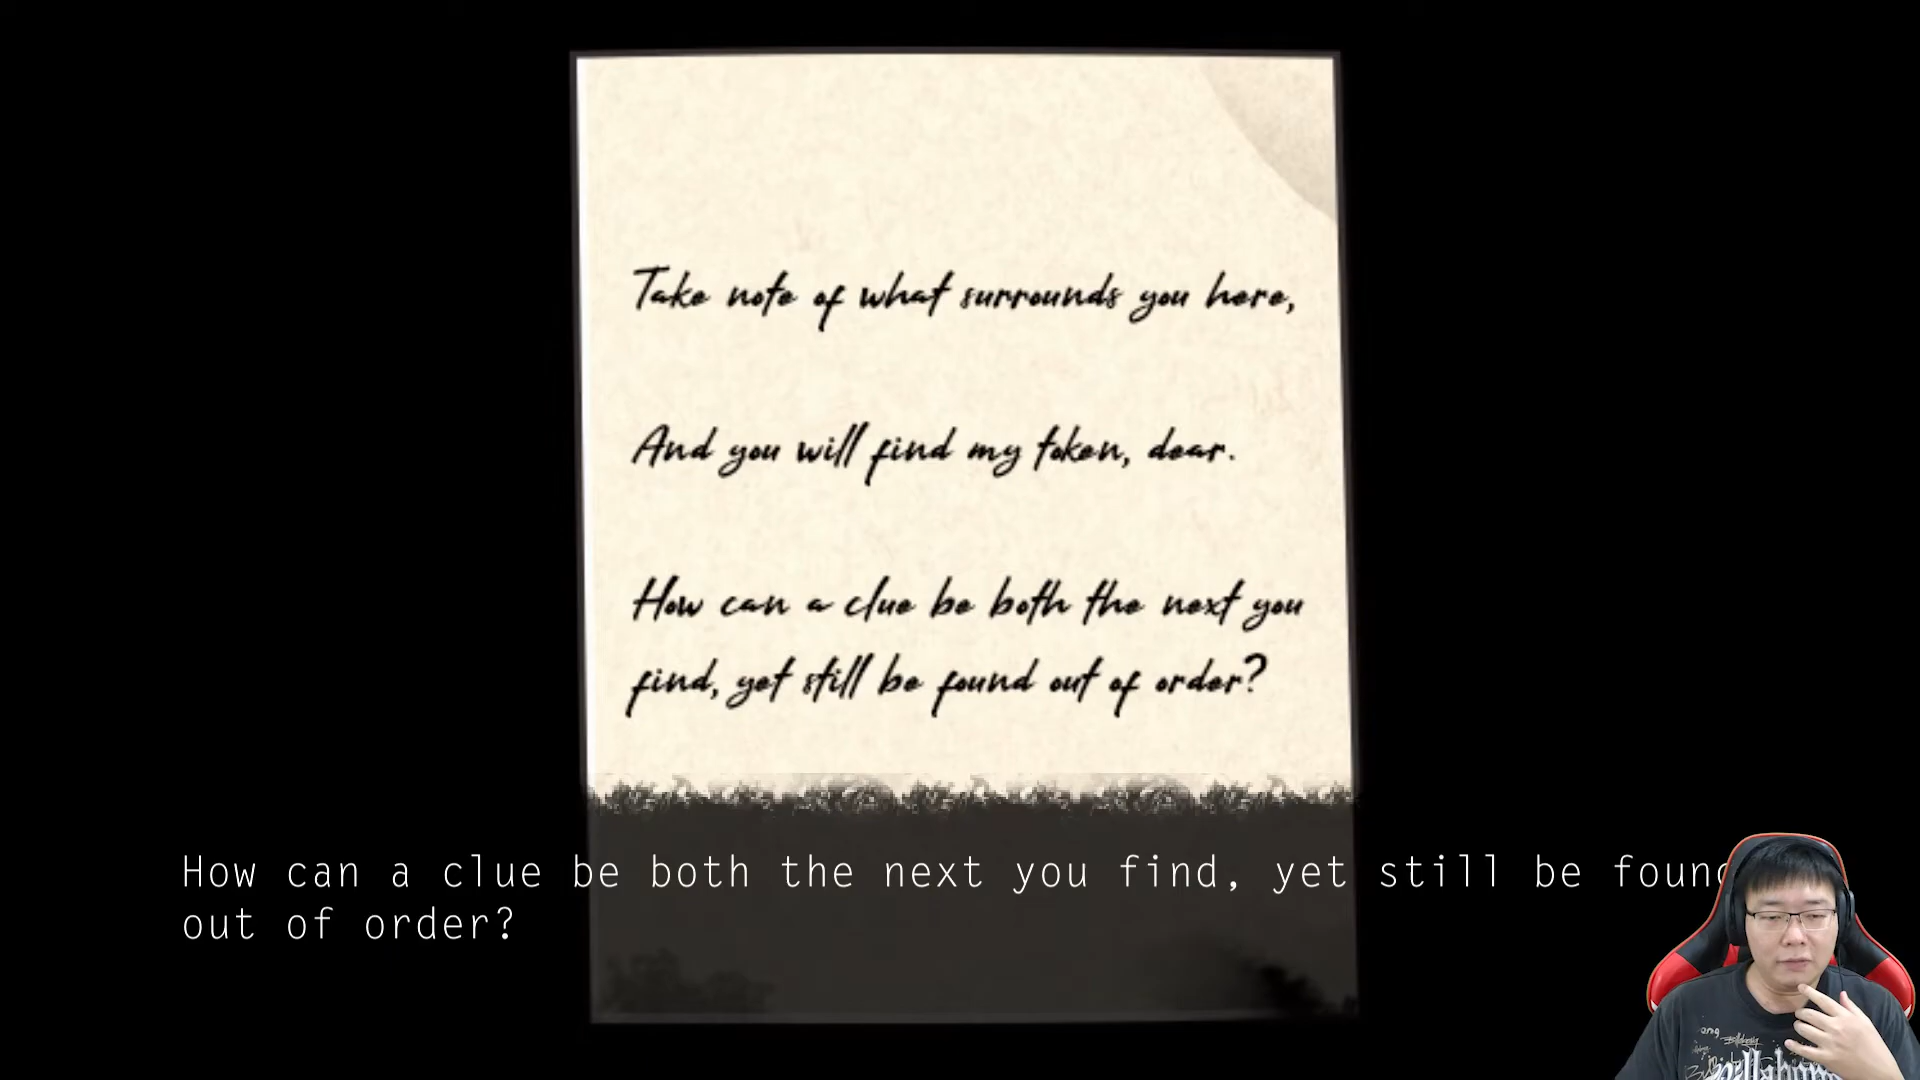 Take note of what surrounds you here,
And you will find my token, dear.
How can a clue be both the next you
find, yet still be found out of order?
How can a clue be both the next you find, yet still be found
out of order?